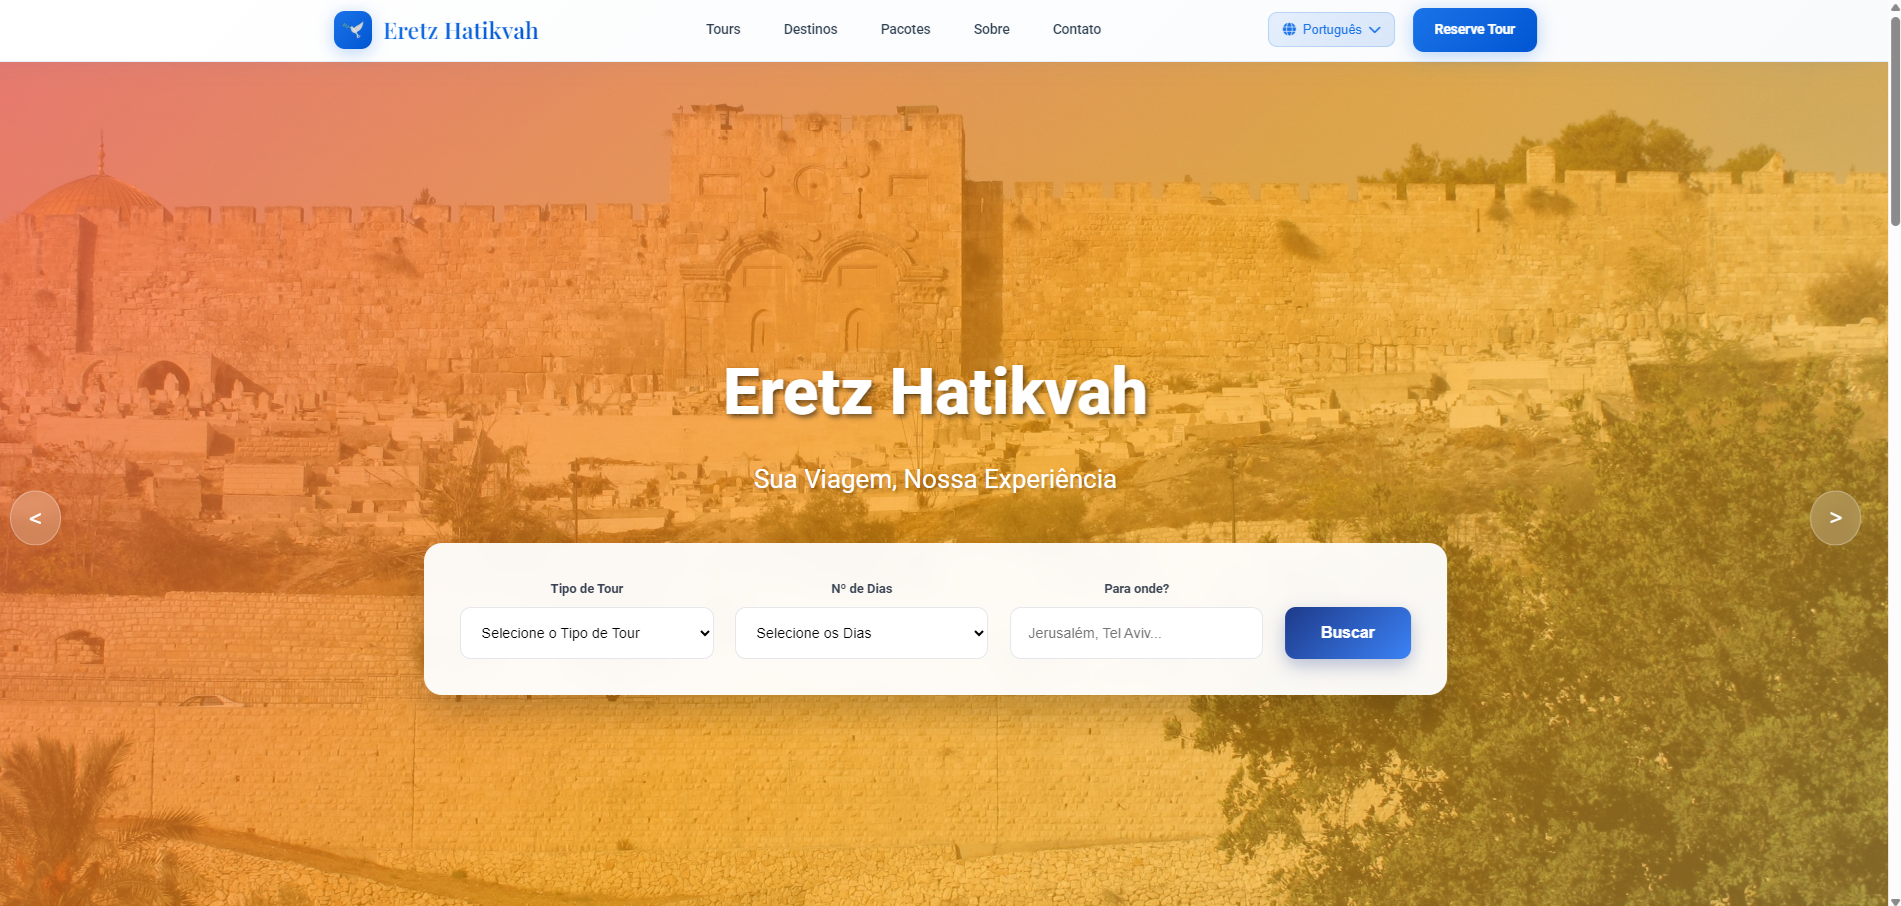 Eretz Hatikvah
Tours
Destinos
Pacotes
Sobre
Contato
Português
Reserve Tour
Eretz Hatikvah
Sua Viagem, Nossa Experiência
<
>
Tipo de Tour
Nº de Dias
Para onde?
Selecione o Tipo de Tour
Selecione os Dias
Jerusalém, Tel Aviv...
Buscar